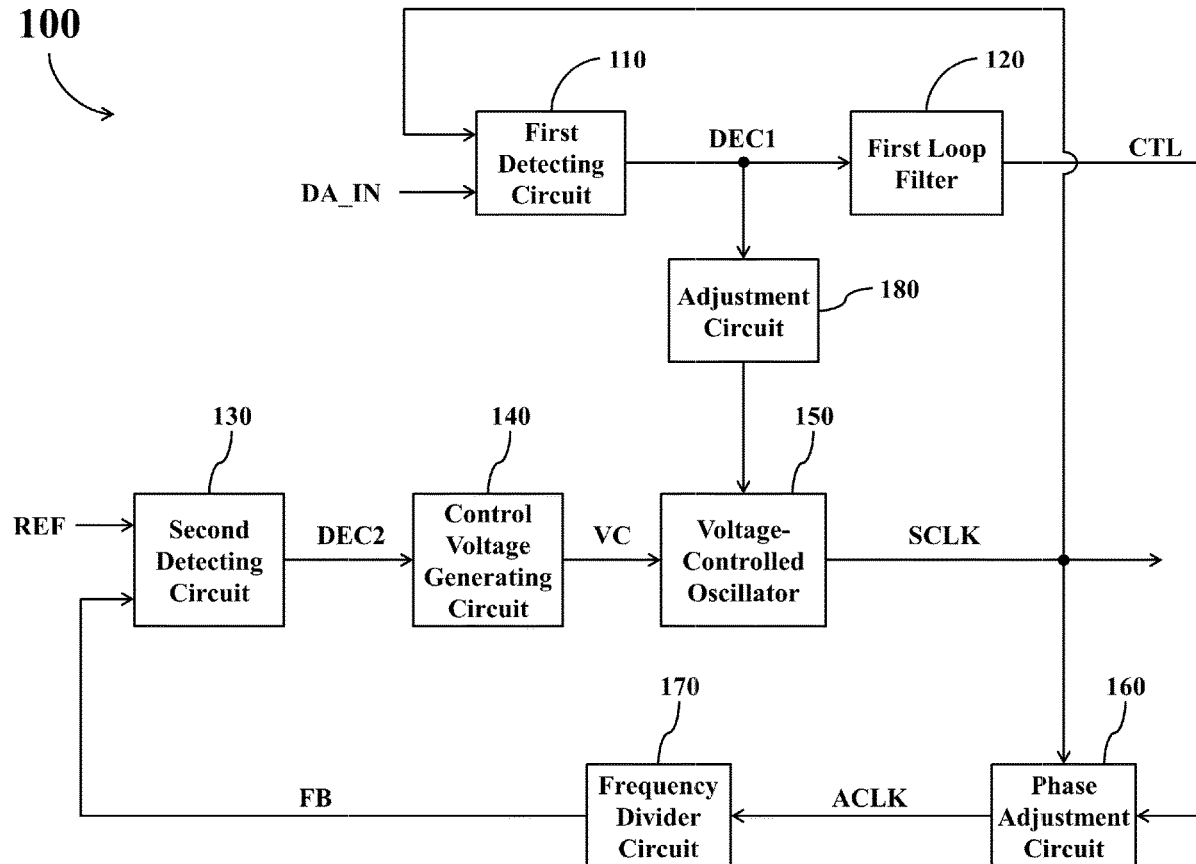 100
110
120
First
Detecting
Circuit
DEC1
First Loop
Filter
CTL
DA_IN
Adjustment
Circuit
180
130
140
150
REF
Second
Detecting
Circuit
DEC2
Control
Voltage
Generating
Circuit
VC
Voltage-
Controlled
Oscillator
SCLK
170
160
FB
Frequency
Divider
Circuit
ACLK
Phase
Adjustment
Circuit